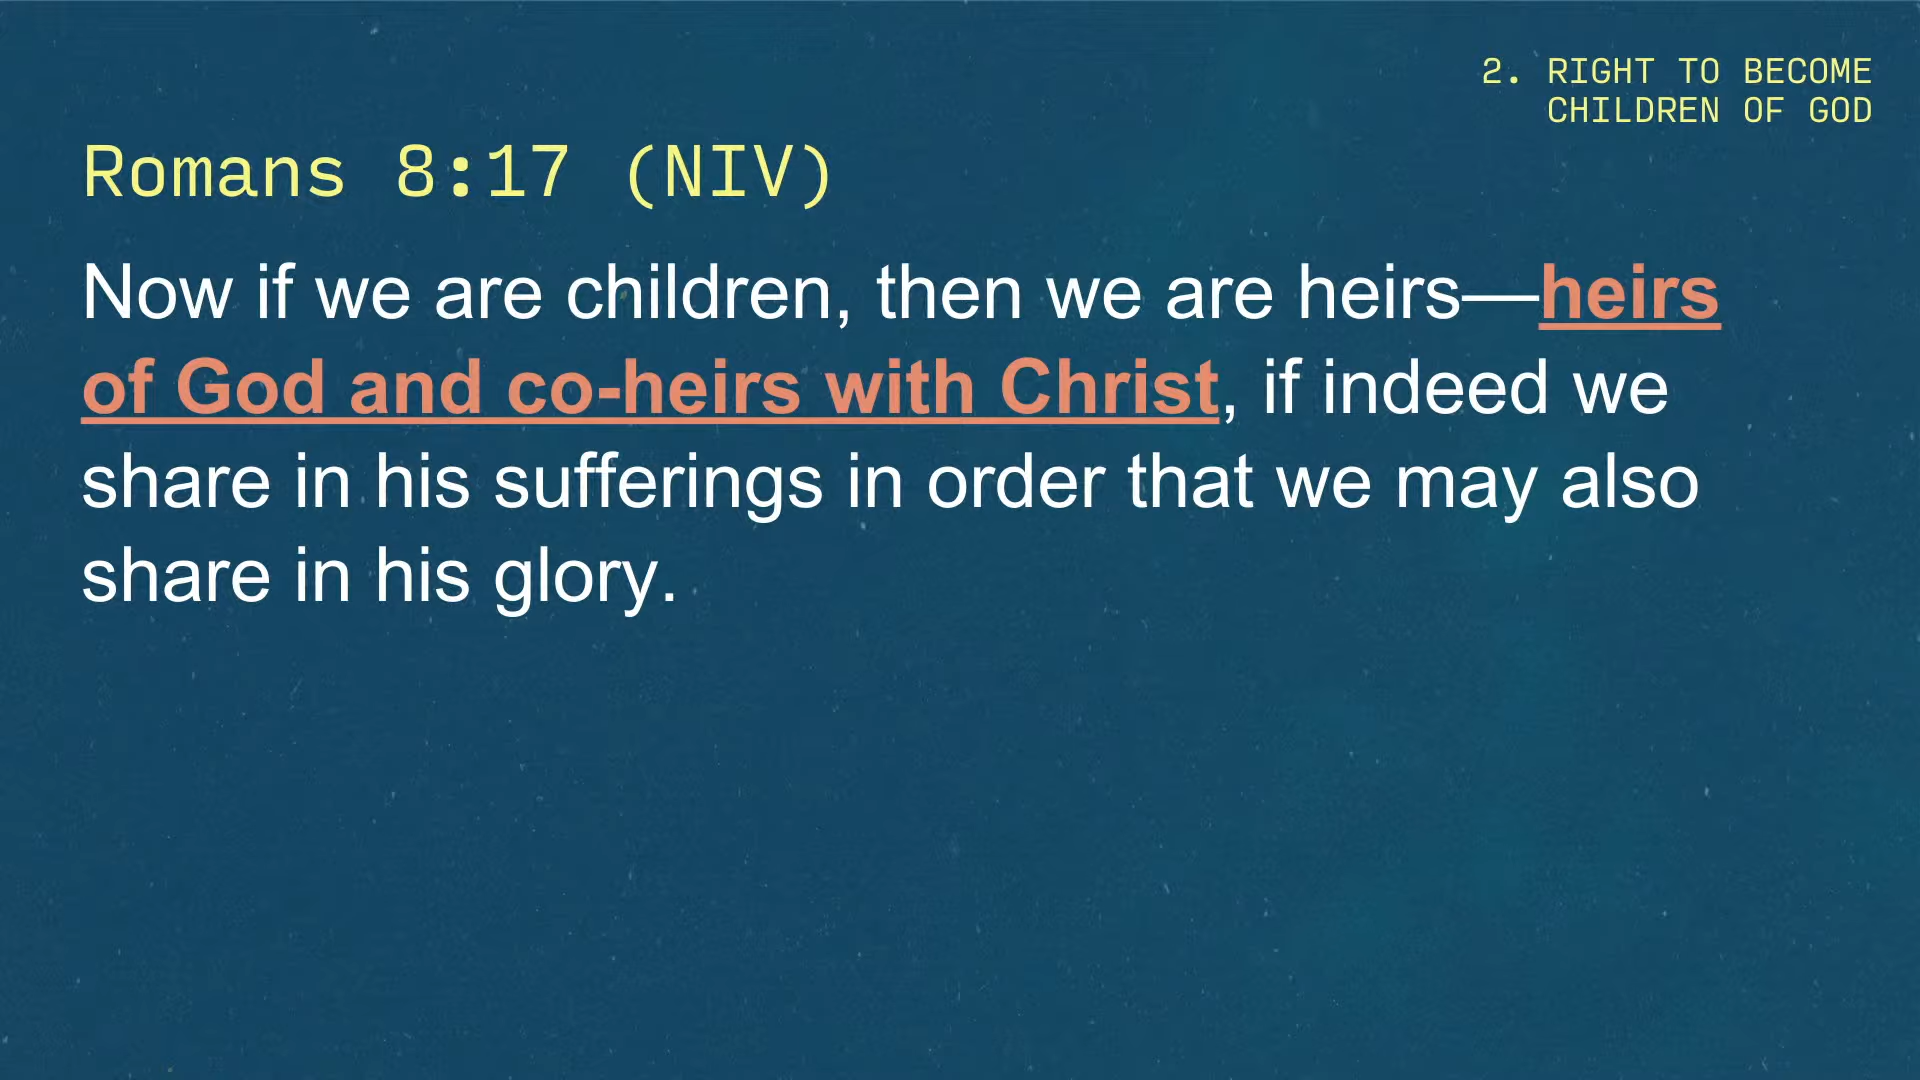 2. RIGHT TO BECOME
CHILDREN OF GOD
Romans 8:17 (NIV)
Now if we are children, then we are heirs—heirs
of God and co-heirs with Christ, if indeed we
share in his sufferings in order that we may also
share in his glory.